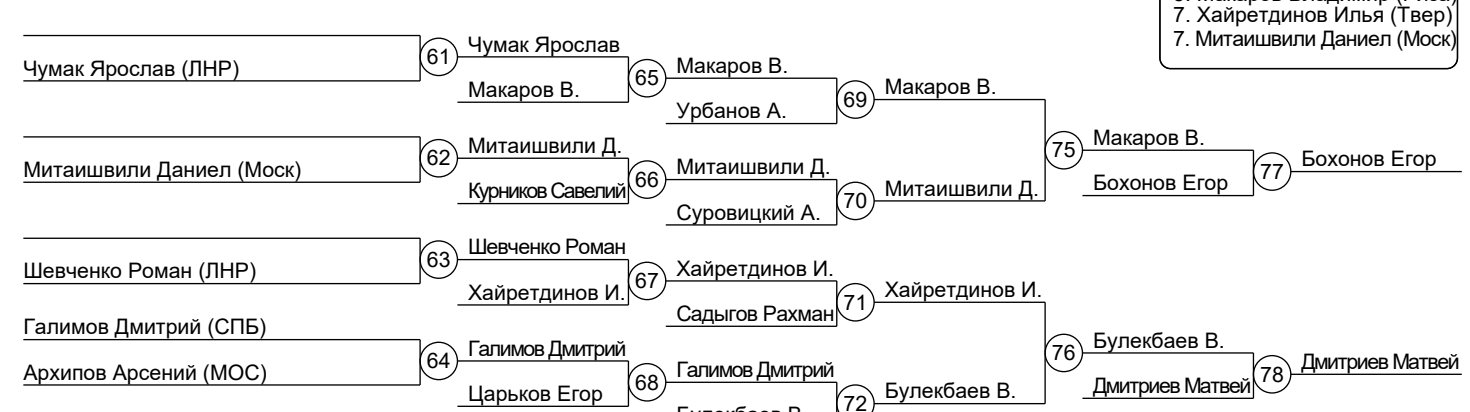 7. Хайретдинов Илья (Твер)
7. Митаишвили Даниел (Моск)
Чумак Ярослав (ЛНР)
61
Чумак Ярослав
Макаров В.
65
Макаров В.
Урбанов А.
69
Макаров В.
Митаишвили Даниел (Моск)
62
Митаишвили Д.
Курников Савелий
66
Митаишвили Д.
Суровицкий А.
70
Митаишвили Д.
75
Макаров В.
Бохонов Егор
77
Бохонов Егор
Шевченко Роман (ЛНР)
63
Шевченко Роман
Хайретдинов И.
67
Хайретдинов И.
Садыгов Рахман
71
Хайретдинов И.
Галимов Дмитрий (СПБ)
Архипов Арсений (МОС)
64
Галимов Дмитрий
Царьков Егор
68
Галимов Дмитрий
72
Булекбаев В.
76
Булекбаев В.
Дмитриев Матвей
78
Дмитриев Матвей